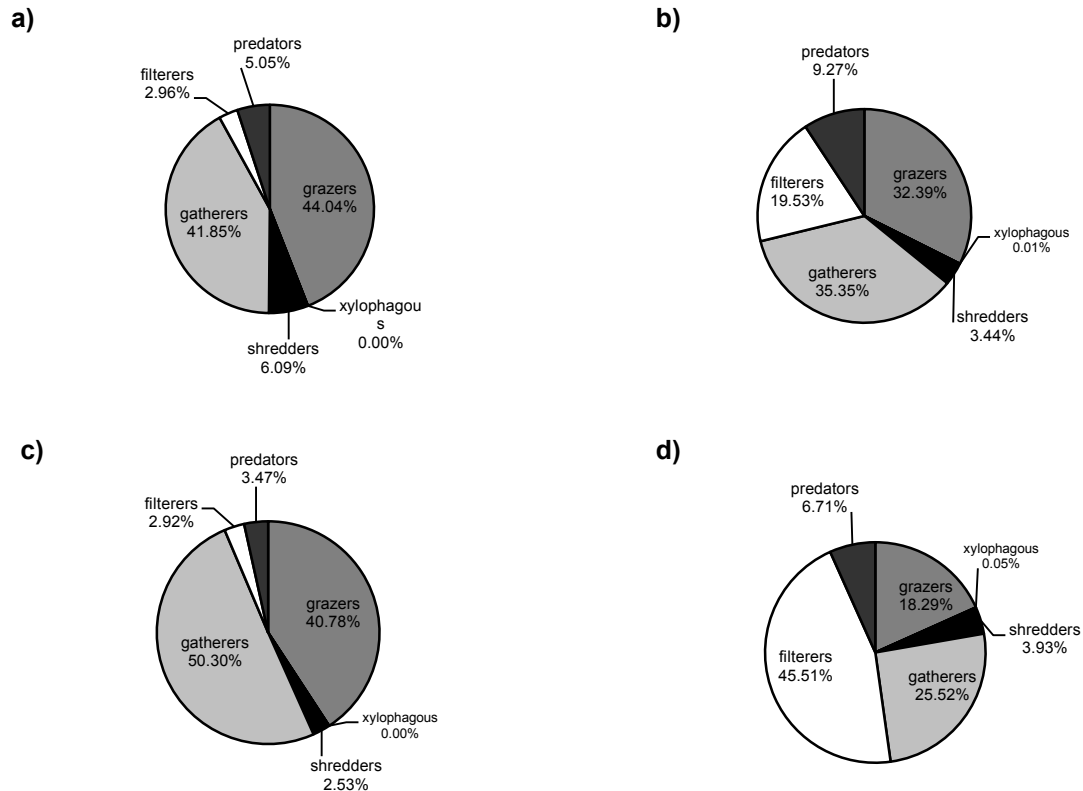 a)
predators
5.05%
filterers
2.96%
grazers
44.04%
gatherers
41.85%
xylophagou
s
0.00%
shredders
6.09%
b)
predators
9.27%
filterers
19.53%
grazers
32.39%
xylophagous
0.01%
gatherers
35.35%
shredders
3.44%
c)
predators
3.47%
filterers
2.92%
grazers
40.78%
gatherers
50.30%
xylophagous
0.00%
shredders
2.53%
d)
predators
6.71%
xylophagous
0.05%
grazers
18.29%
shredders
3.93%
filterers
45.51%
gatherers
25.52%